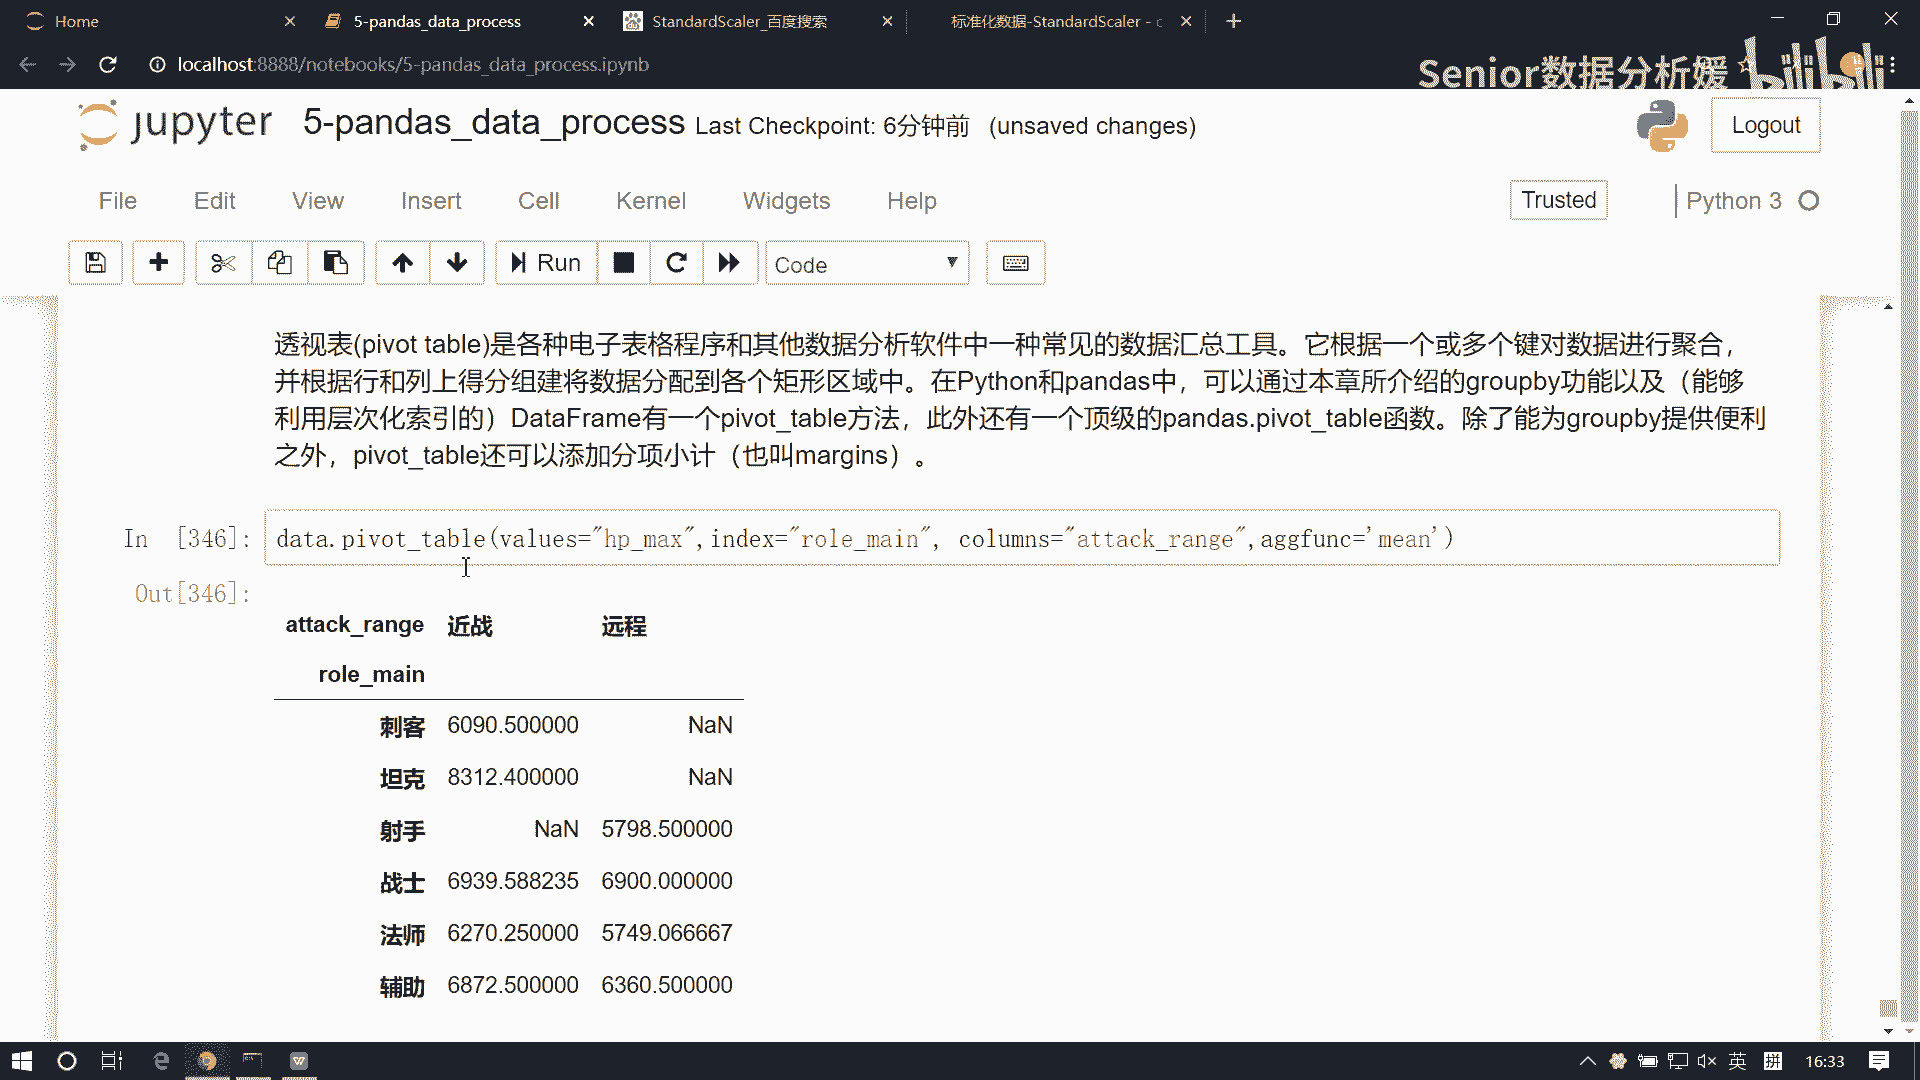 Home
5-pandas_data_process
StandardScaler_百度搜索
标准化数据-StandardScaler - c
localhost:8888/notebooks/5-pandas_data_process.ipynb
Senior数据分析媛 bilibili
jupyter 5-pandas_data_process Last Checkpoint: 6分钟前 (unsaved changes)
Logout
File Edit View Insert Cell Kernel Widgets Help
Trusted
Python 3
Run
Code
透视表(pivot table)是各种电子表格程序和其他数据分析软件中一种常见的数据汇总工具。它根据一个或多个键对数据进行聚合，
并根据行和列上得分组建将数据分配到各个矩形区域中。在Python和pandas中，可以通过本章所介绍的groupby功能以及（能够
利用层次化索引的）DataFrame有一个pivot_table方法，此外还有一个顶级的pandas.pivot_table函数。除了能为groupby提供便利
之外，pivot_table还可以添加分项小计（也叫margins）。
In [346]: data.pivot_table(values="hp_max",index="role_main", columns="attack_range",aggfunc='mean')
Out[346]:
attack_range 近战 远程
role_main
刺客 6090.500000 NaN
坦克 8312.400000 NaN
射手 NaN 5798.500000
战士 6939.588235 6900.000000
法师 6270.250000 5749.066667
辅助 6872.500000 6360.500000
英 拼 16:33